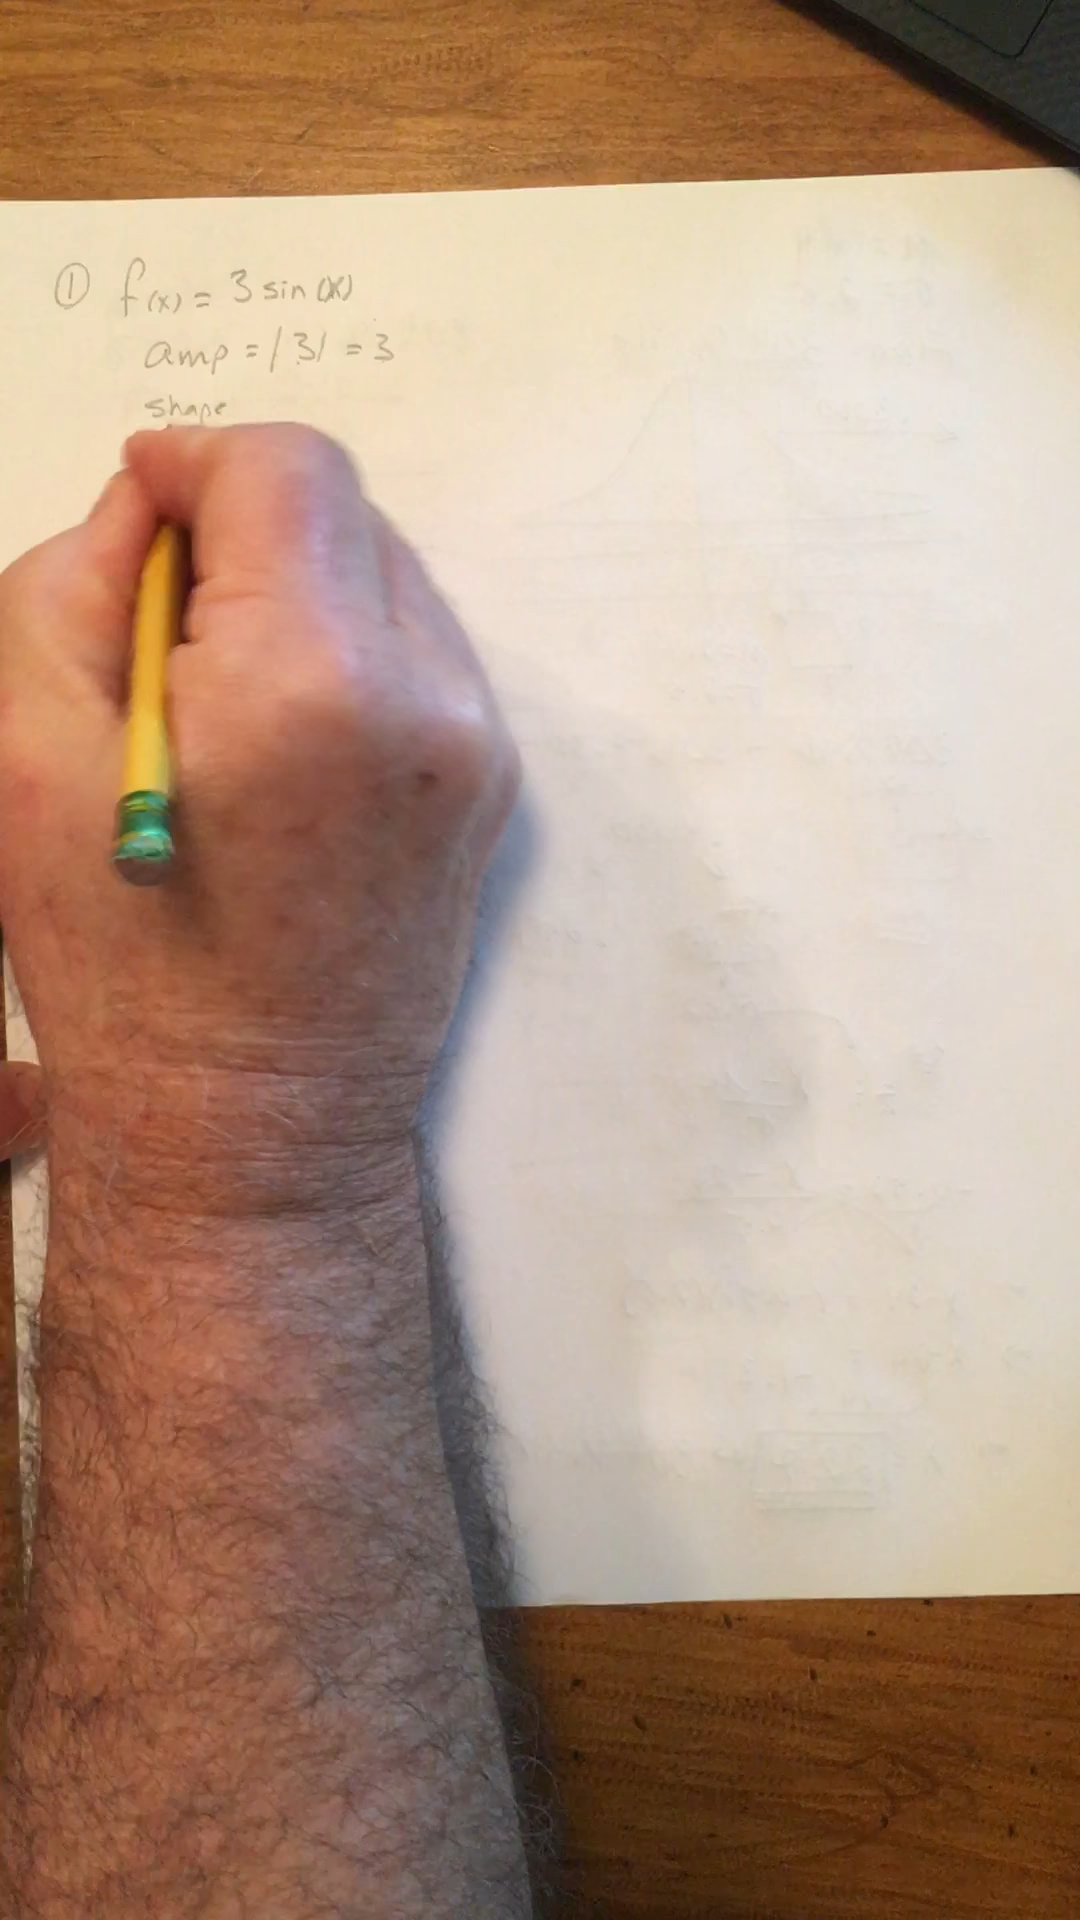 ① f(x) = 3 sin(x)
amp = |3| = 3
shape